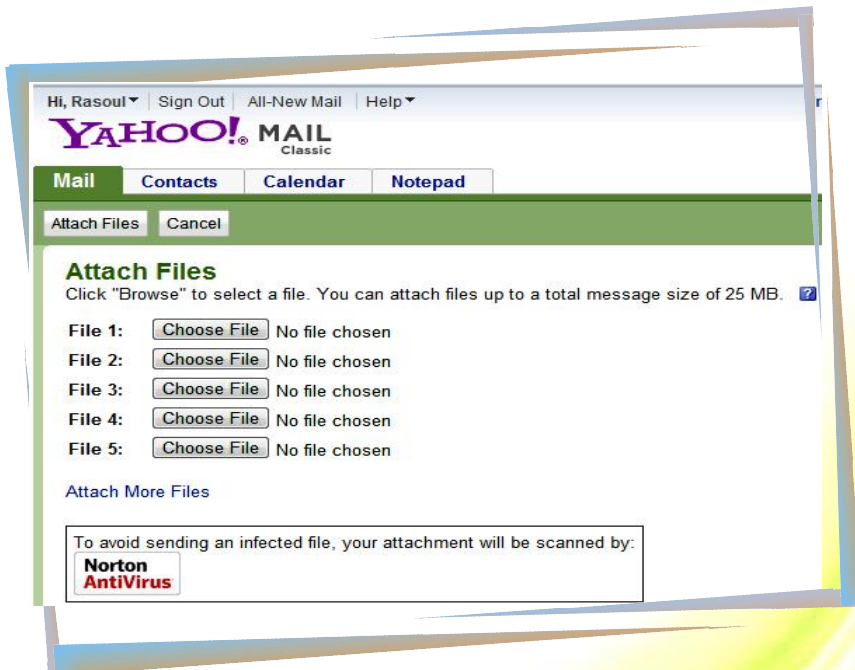 Hi, Rasoul Sign Out All-New Mail Help
YAHOO!® MAIL
Classic
Mail Contacts Calendar Notepad
Attach Files Cancel
Attach Files
Click "Browse" to select a file. You can attach files up to a total message size of 25 MB. ?
File 1: Choose File No file chosen
File 2: Choose File No file chosen
File 3: Choose File No file chosen
File 4: Choose File No file chosen
File 5: Choose File No file chosen
Attach More Files
To avoid sending an infected file, your attachment will be scanned by:
Norton
AntiVirus